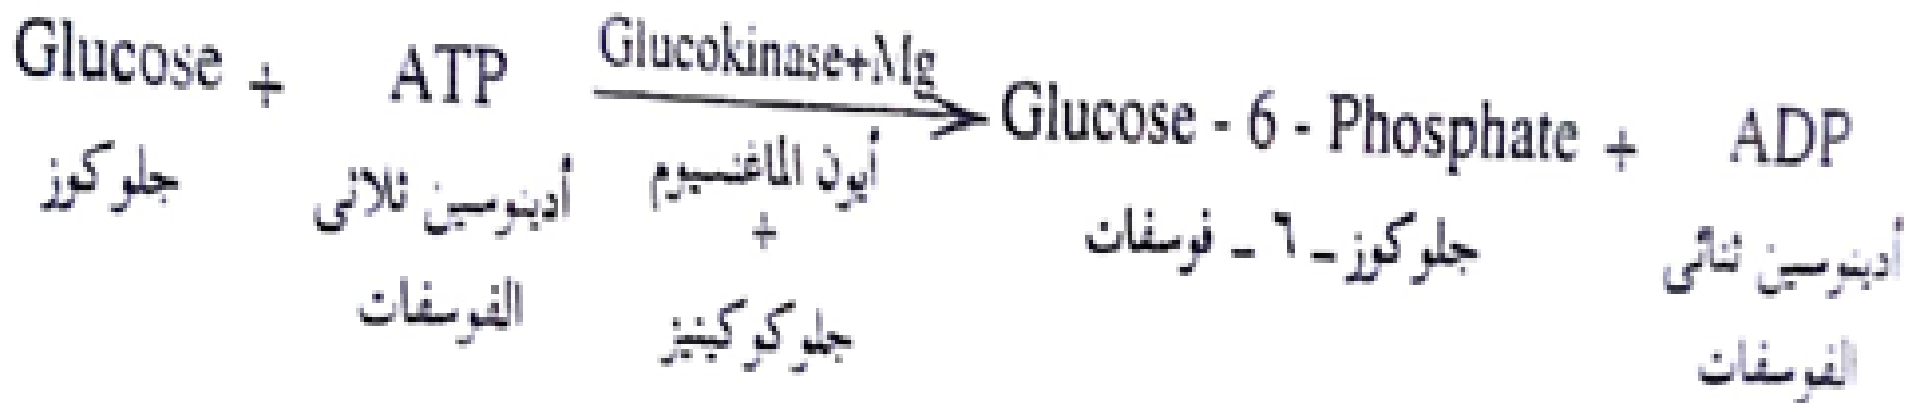 Glucose + ATP Glucokinase+Mg Glucose - 6 - Phosphate + ADP
جلوكوز
أدينوسين ثلاثى
الفوسفات
أيون الماغنسيوم
+
جلوكوكينيز
جلوكوز - ٦ - فوسفات
أدينوسين ثنائى
الفوسفات